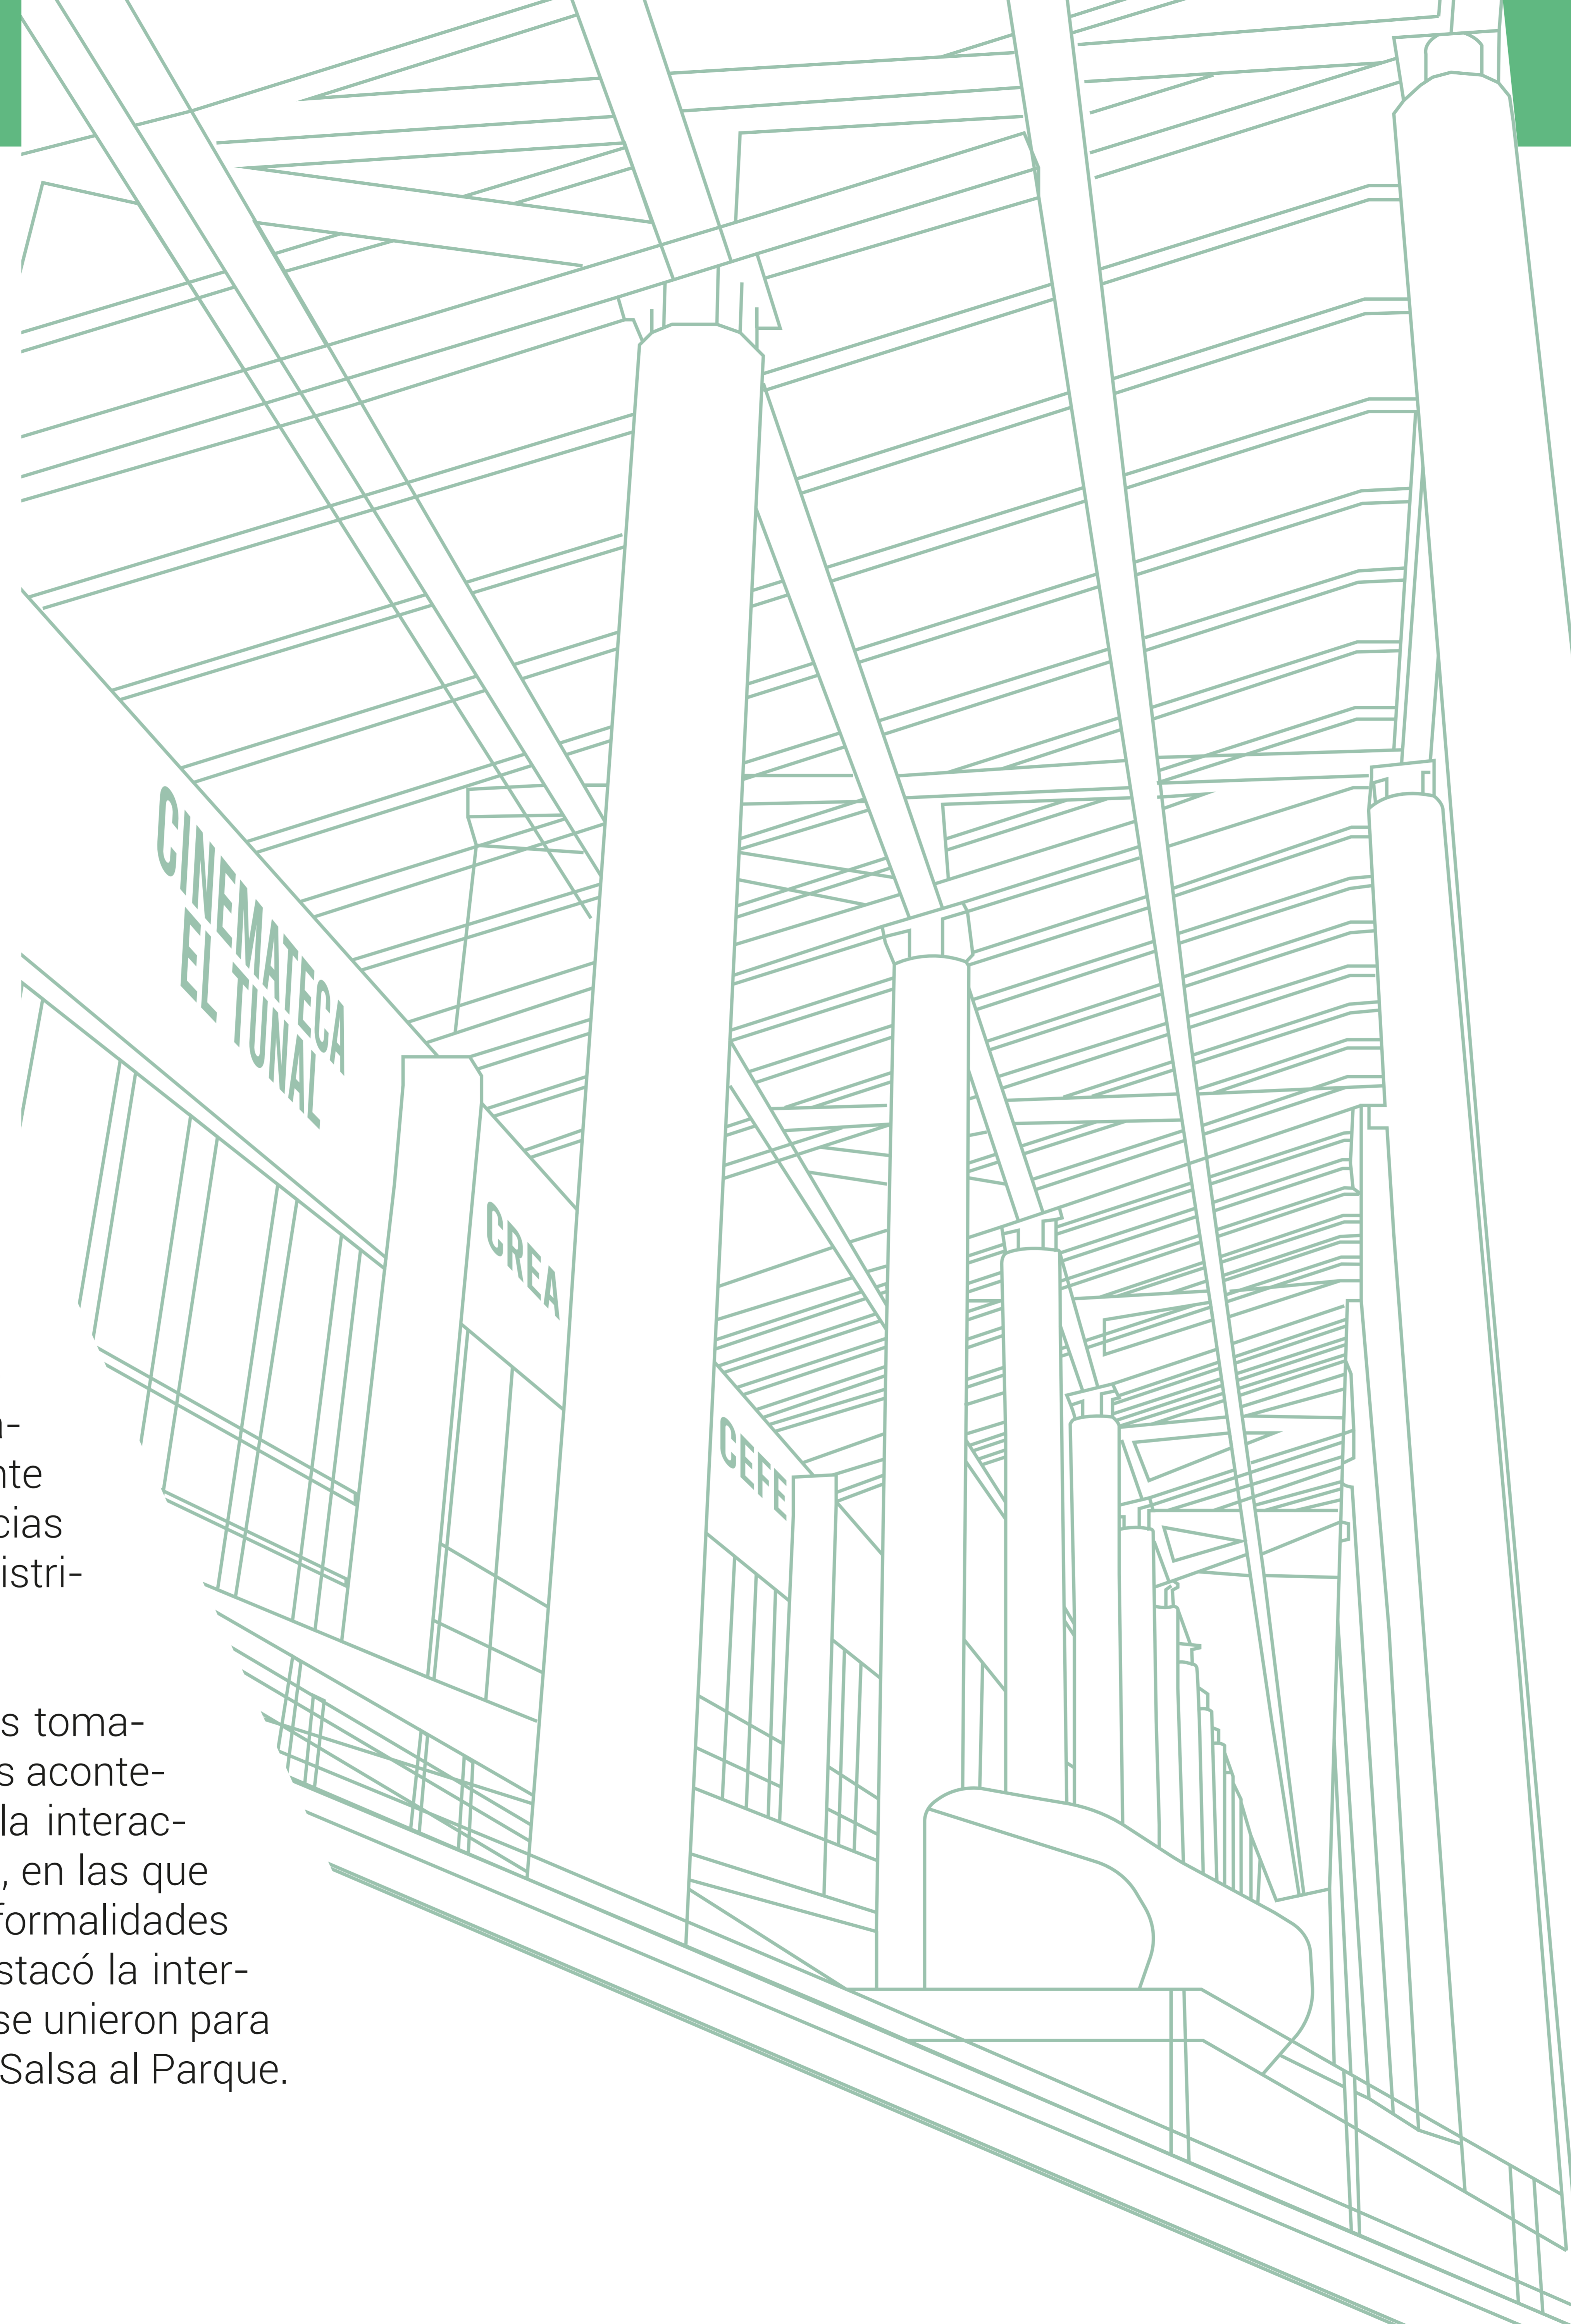 CINEMATECA
EL TUNAL
CREA
CEFE
nte
cias
istri-
s toma-
s aconte-
la interac-
, en las que
formalidades
stacó la inter-
se unieron para
Salsa al Parque.